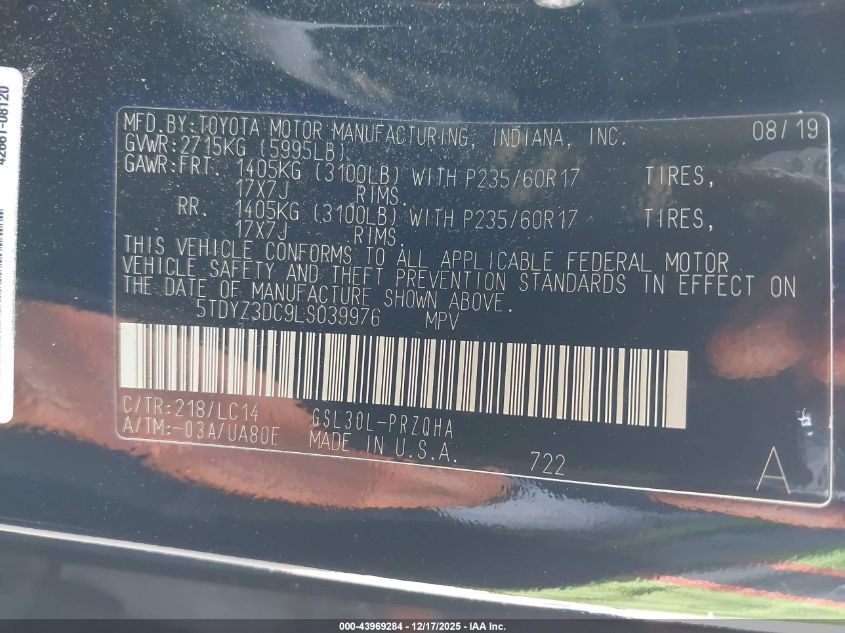 42661-08120
MFD.BY:TOYOTA MOTOR MANUFACTURING, INDIANA, INC. 08/19
GVWR:2715KG (5995LB)
GAWR:FRT. 1405KG (3100LB) WITH P235/60R17 TIRES,
17X7J RIMS.
RR. 1405KG (3100LB) WITH P235/60R17 TIRES,
17X7J RIMS.
THIS VEHICLE CONFORMS TO ALL APPLICABLE FEDERAL MOTOR
VEHICLE SAFETY AND THEFT PREVENTION STANDARDS IN EFFECT ON
THE DATE OF MANUFACTURE SHOWN ABOVE.
5TDYZ3DC9LS039976 MPV
C/TR:218/LC14 GSL30L-PRZQHA
A/TM:-03A/UA80E MADE IN U.S.A. 722
A
000-43969284 - 12/17/2025 - IAA Inc.